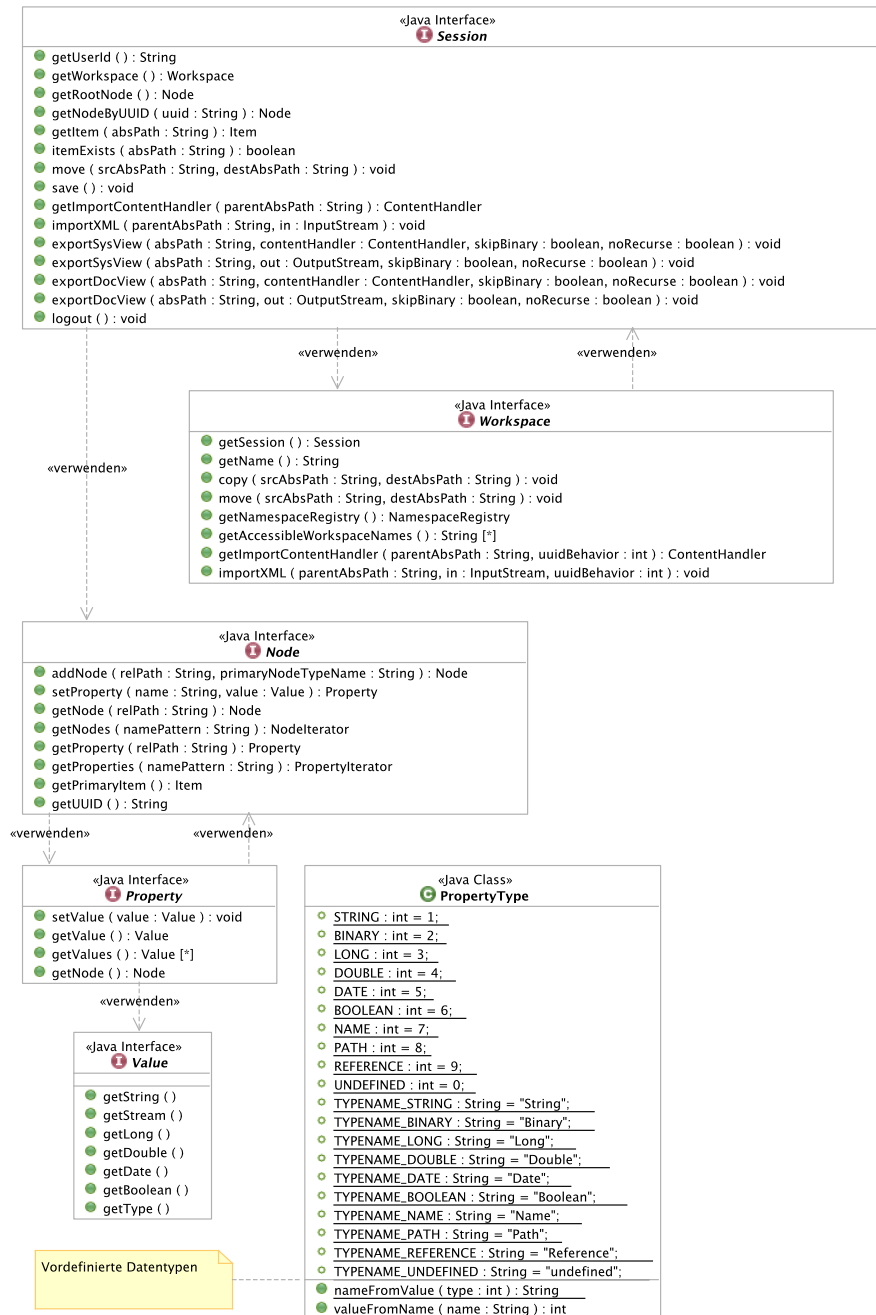 «Java Interface»
Session
getUserId ( ) : String
getWorkspace ( ) : Workspace
getRootNode ( ) : Node
getNodeByUUID ( uuid : String ) : Node
getItem ( absPath : String ) : Item
itemExists ( absPath : String ) : boolean
move ( srcAbsPath : String, destAbsPath : String ) : void
save ( ) : void
getImportContentHandler ( parentAbsPath : String ) : ContentHandler
importXML ( parentAbsPath : String, in : InputStream ) : void
exportSysView ( absPath : String, contentHandler : ContentHandler, skipBinary : boolean, noRecurse : boolean ) : void
exportSysView ( absPath : String, out : OutputStream, skipBinary : boolean, noRecurse : boolean ) : void
exportDocView ( absPath : String, contentHandler : ContentHandler, skipBinary : boolean, noRecurse : boolean ) : void
exportDocView ( absPath : String, out : OutputStream, skipBinary : boolean, noRecurse : boolean ) : void
logout ( ) : void
«verwenden»
«verwenden»
«Java Interface»
Workspace
getSession ( ) : Session
getName ( ) : String
copy ( srcAbsPath : String, destAbsPath : String ) : void
move ( srcAbsPath : String, destAbsPath : String ) : void
getNamespaceRegistry ( ) : NamespaceRegistry
getAccessibleWorkspaceNames ( ) : String [*]
getImportContentHandler ( parentAbsPath : String, uuidBehavior : int ) : ContentHandler
importXML ( parentAbsPath : String, in : InputStream, uuidBehavior : int ) : void
«verwenden»
«Java Interface»
Node
addNode ( relPath : String, primaryNodeTypeName : String ) : Node
setProperty ( name : String, value : Value ) : Property
getNode ( relPath : String ) : Node
getNodes ( namePattern : String ) : NodeIterator
getProperty ( relPath : String ) : Property
getProperties ( namePattern : String ) : PropertyIterator
getPrimaryItem ( ) : Item
getUUID ( ) : String
«verwenden»
«verwenden»
«Java Interface»
Property
setValue ( value : Value ) : void
getValue ( ) : Value
getValues ( ) : Value [*]
getNode ( ) : Node
«verwenden»
«Java Interface»
Value
getString ( )
getStream ( )
getLong ( )
getDouble ( )
getDate ( )
getBoolean ( )
getType ( )
Vordefinierte Datentypen
«Java Class»
PropertyType
STRING : int = 1;
BINARY : int = 2;
LONG : int = 3;
DOUBLE : int = 4;
DATE : int = 5;
BOOLEAN : int = 6;
NAME : int = 7;
PATH : int = 8;
REFERENCE : int = 9;
UNDEFINED : int = 0;
TYPENAME_STRING : String = "String";
TYPENAME_BINARY : String = "Binary";
TYPENAME_LONG : String = "Long";
TYPENAME_DOUBLE : String = "Double";
TYPENAME_DATE : String = "Date";
TYPENAME_BOOLEAN : String = "Boolean";
TYPENAME_NAME : String = "Name";
TYPENAME_PATH : String = "Path";
TYPENAME_REFERENCE : String = "Reference";
TYPENAME_UNDEFINED : String = "undefined";
nameFromValue ( type : int ) : String
valueFromName ( name : String ) : int